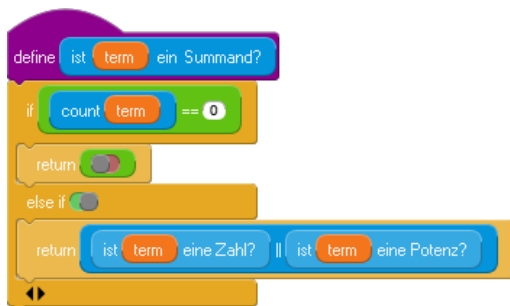 define ist term ein Summand?
if count term == 0
return
else if
return ist term eine Zahl? || ist term eine Potenz?